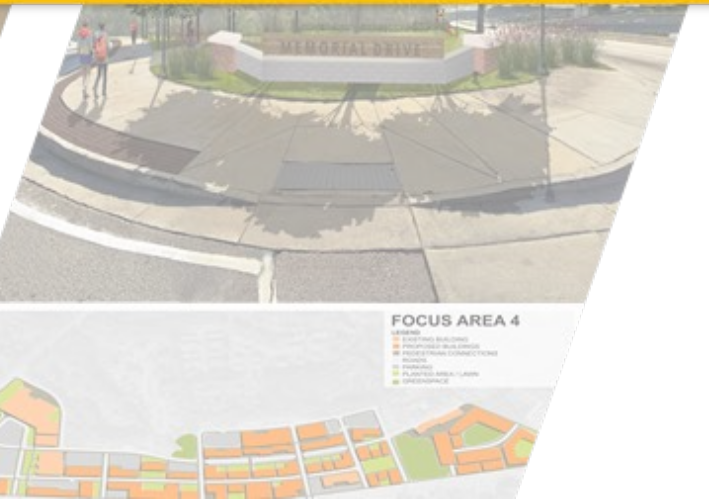 MEMORIAL DRIVE
FOCUS AREA 4
LEGEND
EXISTING BUILDING
PROPOSED BUILDINGS
PEDESTRIAN CONNECTIONS
ROADS
PARKING
PLANTED AREA / LAWN
GREENSPACE